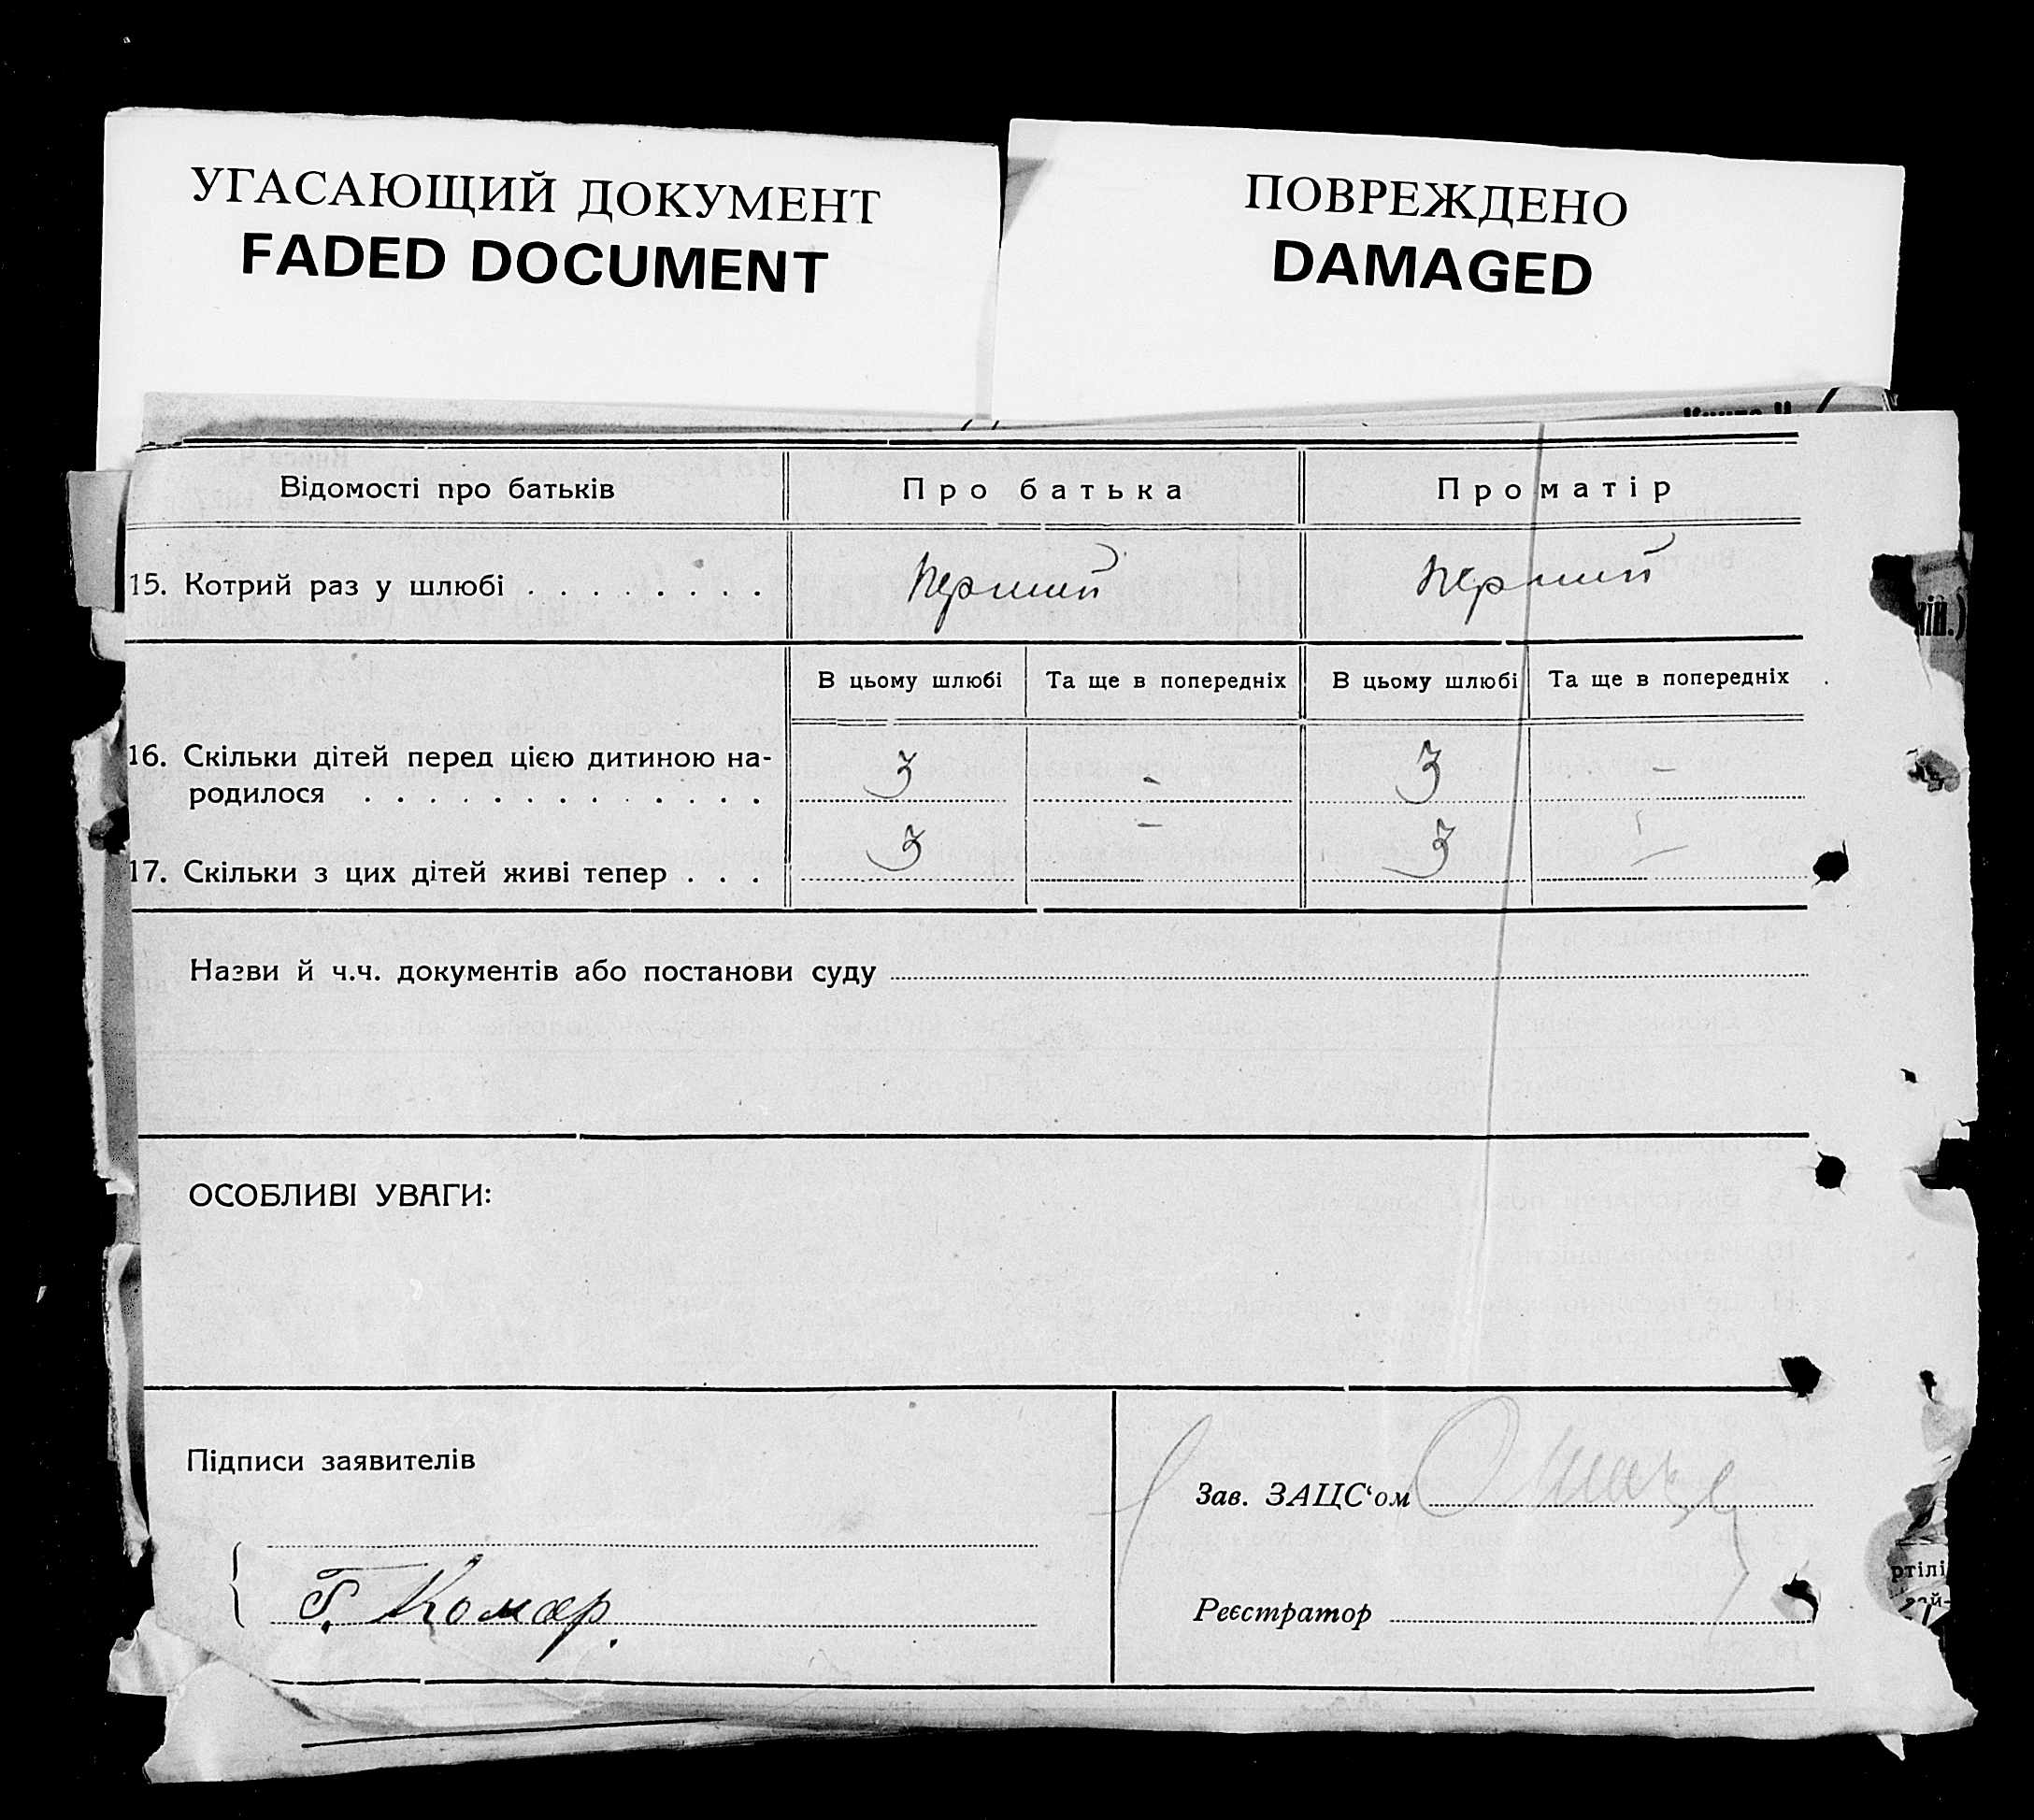 УГАСАЮЩИЙ ДОКУМЕНТ
FADED DOCUMENT
ПОВРЕЖДЕНО
DAMAGED
Відомості про батьків Про батька Про матір
15. Котрий раз у шлюбі . . . . . . . . Перший Перший
В цьому шлюбі Та ще в попередніх В цьому шлюбі Та ще в попередніх
16. Скільки дітей перед цією дитиною на- 3 - 3 -
родилося . . . . . . . . . . . . .
17. Скільки з цих дітей живі тепер . . . 3 - 3 -
Назви й ч.ч. документів або постанови суду
ОСОБЛИВІ УВАГИ:
Підписи заявителів
Г. Комар.
Зав. ЗАЦС‘ом
Реєстратор